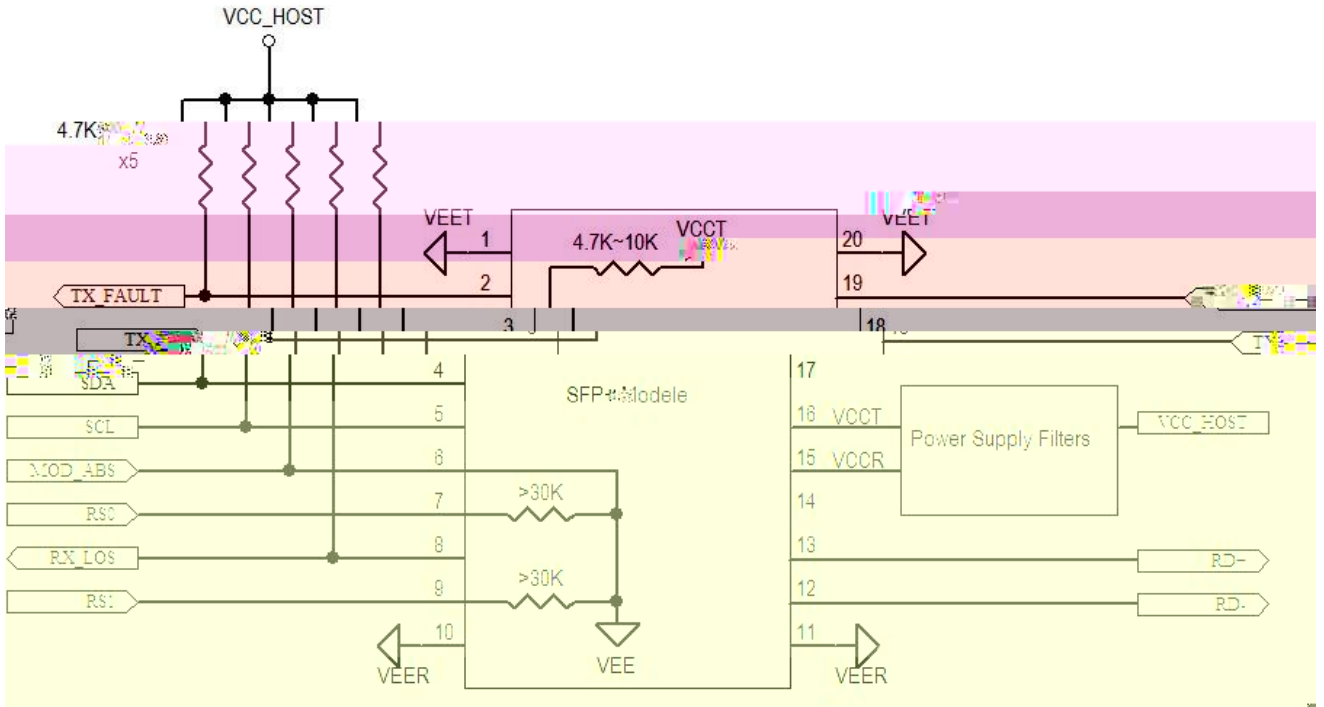 VCC_HOST
4.7K
x5
VEET
1
4.7K~10K
VCCT
20
VEET
TX_FAULT
2
19
3
18
SDA
4
17
SCL
5
16 VCCT
Power Supply Filters
VCC_HOST
MOD_ABS
6
15 VCCR
RS0
7
>30K
14
RX_LOS
8
13
RS1
9
>30K
12
RD-
10
11
VEER
VEE
VEER